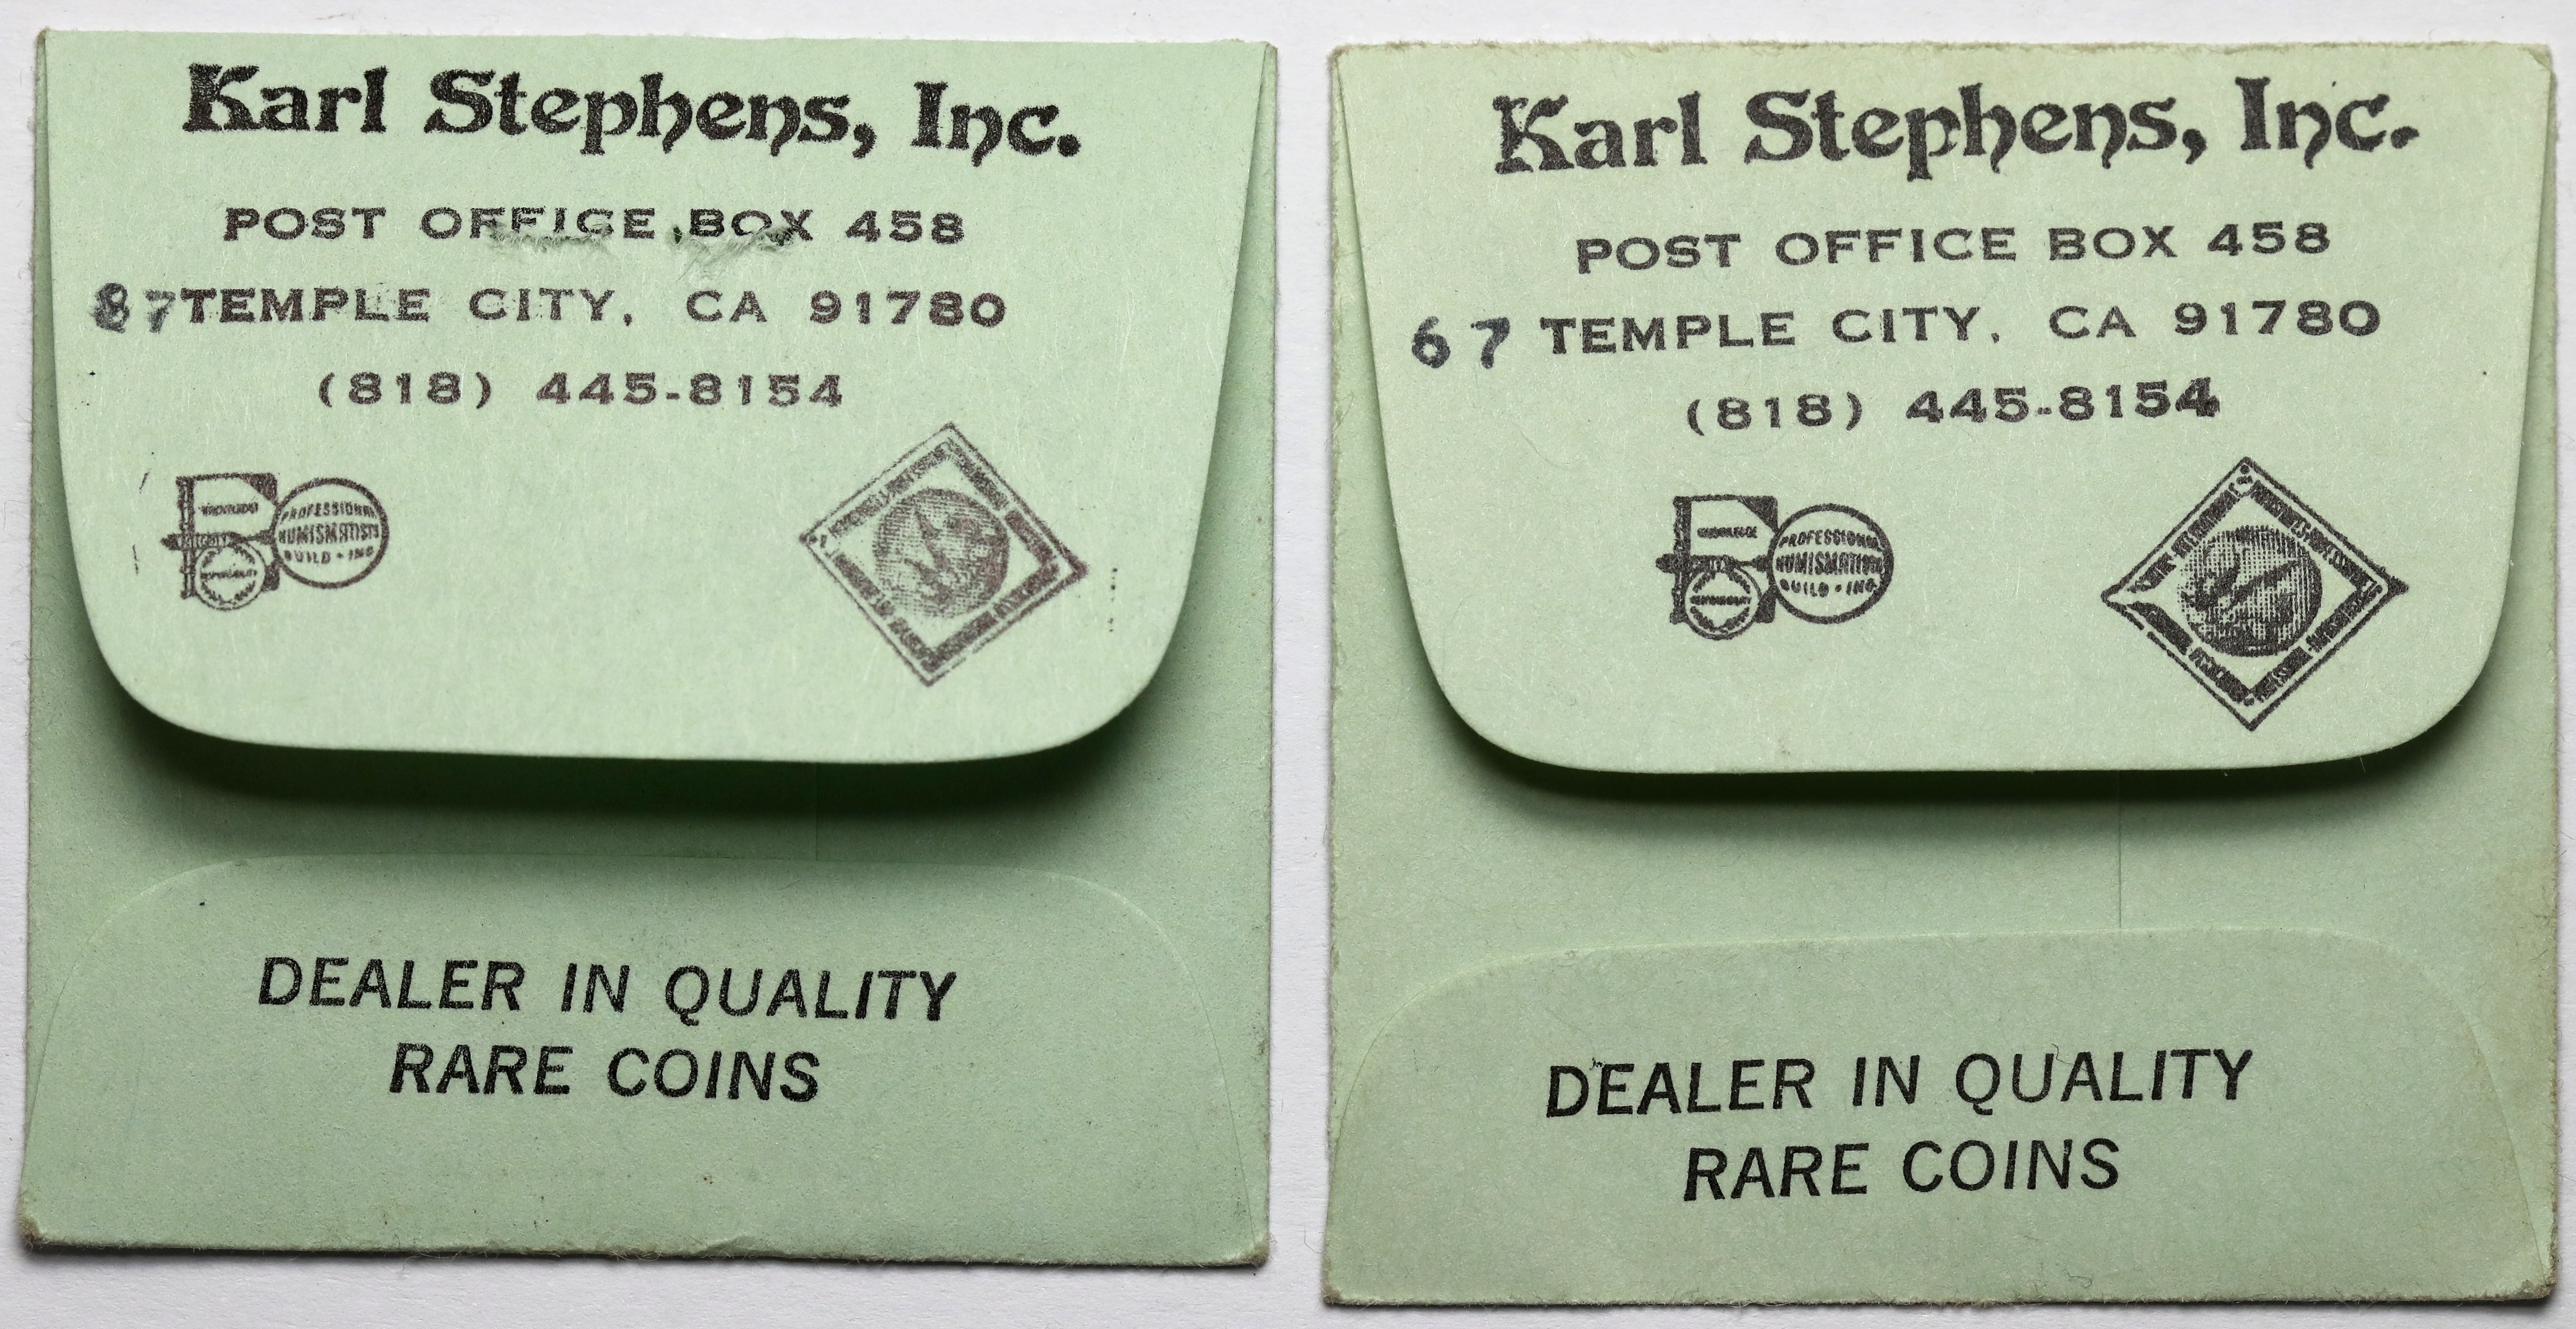 Karl Stephens, Inc.
POST OFFICE BOX 458
87 TEMPLE CITY, CA 91780
(818) 445-8154
PROFESSIONAL
NUMISMATISTS
GUILD • INC
DEALER IN QUALITY
RARE COINS
Karl Stephens, Inc.
POST OFFICE BOX 458
67 TEMPLE CITY, CA 91780
(818) 445-8154
PROFESSIONAL
NUMISMATISTS
GUILD • INC
DEALER IN QUALITY
RARE COINS